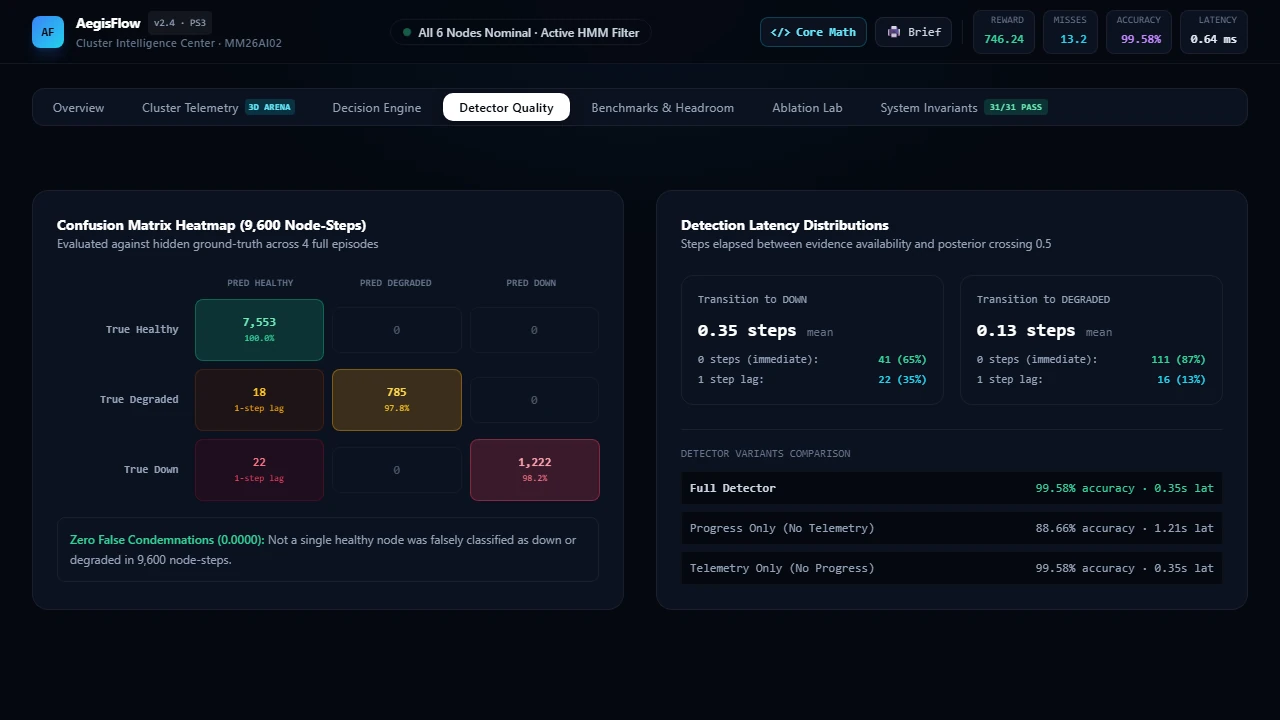 AF
AegisFlow
v2.4 · PS3
Cluster Intelligence Center · MM26AI02
All 6 Nodes Nominal · Active HMM Filter
</> Core Math
Brief
REWARD
746.24
MISSES
13.2
ACCURACY
99.58%
LATENCY
0.64 ms
Overview
Cluster Telemetry
3D ARENA
Decision Engine
Detector Quality
Benchmarks & Headroom
Ablation Lab
System Invariants
31/31 PASS
Confusion Matrix Heatmap (9,600 Node-Steps)
Evaluated against hidden ground-truth across 4 full episodes
PRED HEALTHY PRED DEGRADED PRED DOWN
True Healthy
7,553
100.0%
0
0
True Degraded
18
1-step lag
785
97.8%
0
True Down
22
1-step lag
0
1,222
98.2%
Zero False Condemnations (0.0000): Not a single healthy node was falsely classified as down or
degraded in 9,600 node-steps.
Detection Latency Distributions
Steps elapsed between evidence availability and posterior crossing 0.5
Transition to DOWN
0.35 steps mean
0 steps (immediate): 41 (65%)
1 step lag: 22 (35%)
Transition to DEGRADED
0.13 steps mean
0 steps (immediate): 111 (87%)
1 step lag: 16 (13%)
DETECTOR VARIANTS COMPARISON
Full Detector 99.58% accuracy · 0.35s lat
Progress Only (No Telemetry) 88.66% accuracy · 1.21s lat
Telemetry Only (No Progress) 99.58% accuracy · 0.35s lat